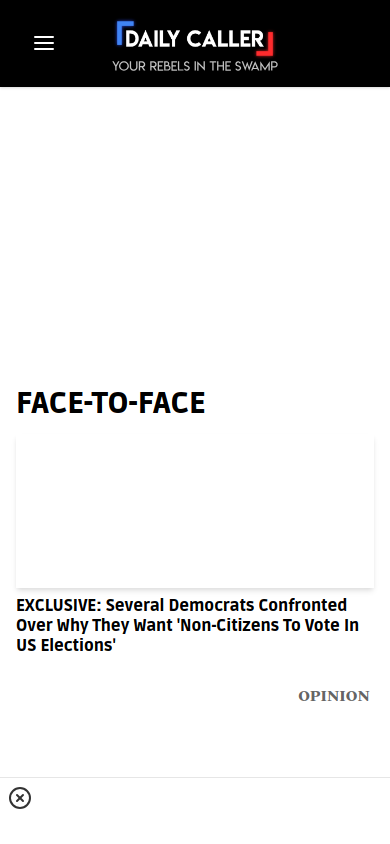 DAILY CALLER
YOUR REBELS IN THE SWAMP
FACE-TO-FACE
EXCLUSIVE: Several Democrats Confronted
Over Why They Want 'Non-Citizens To Vote In
US Elections'
OPINION